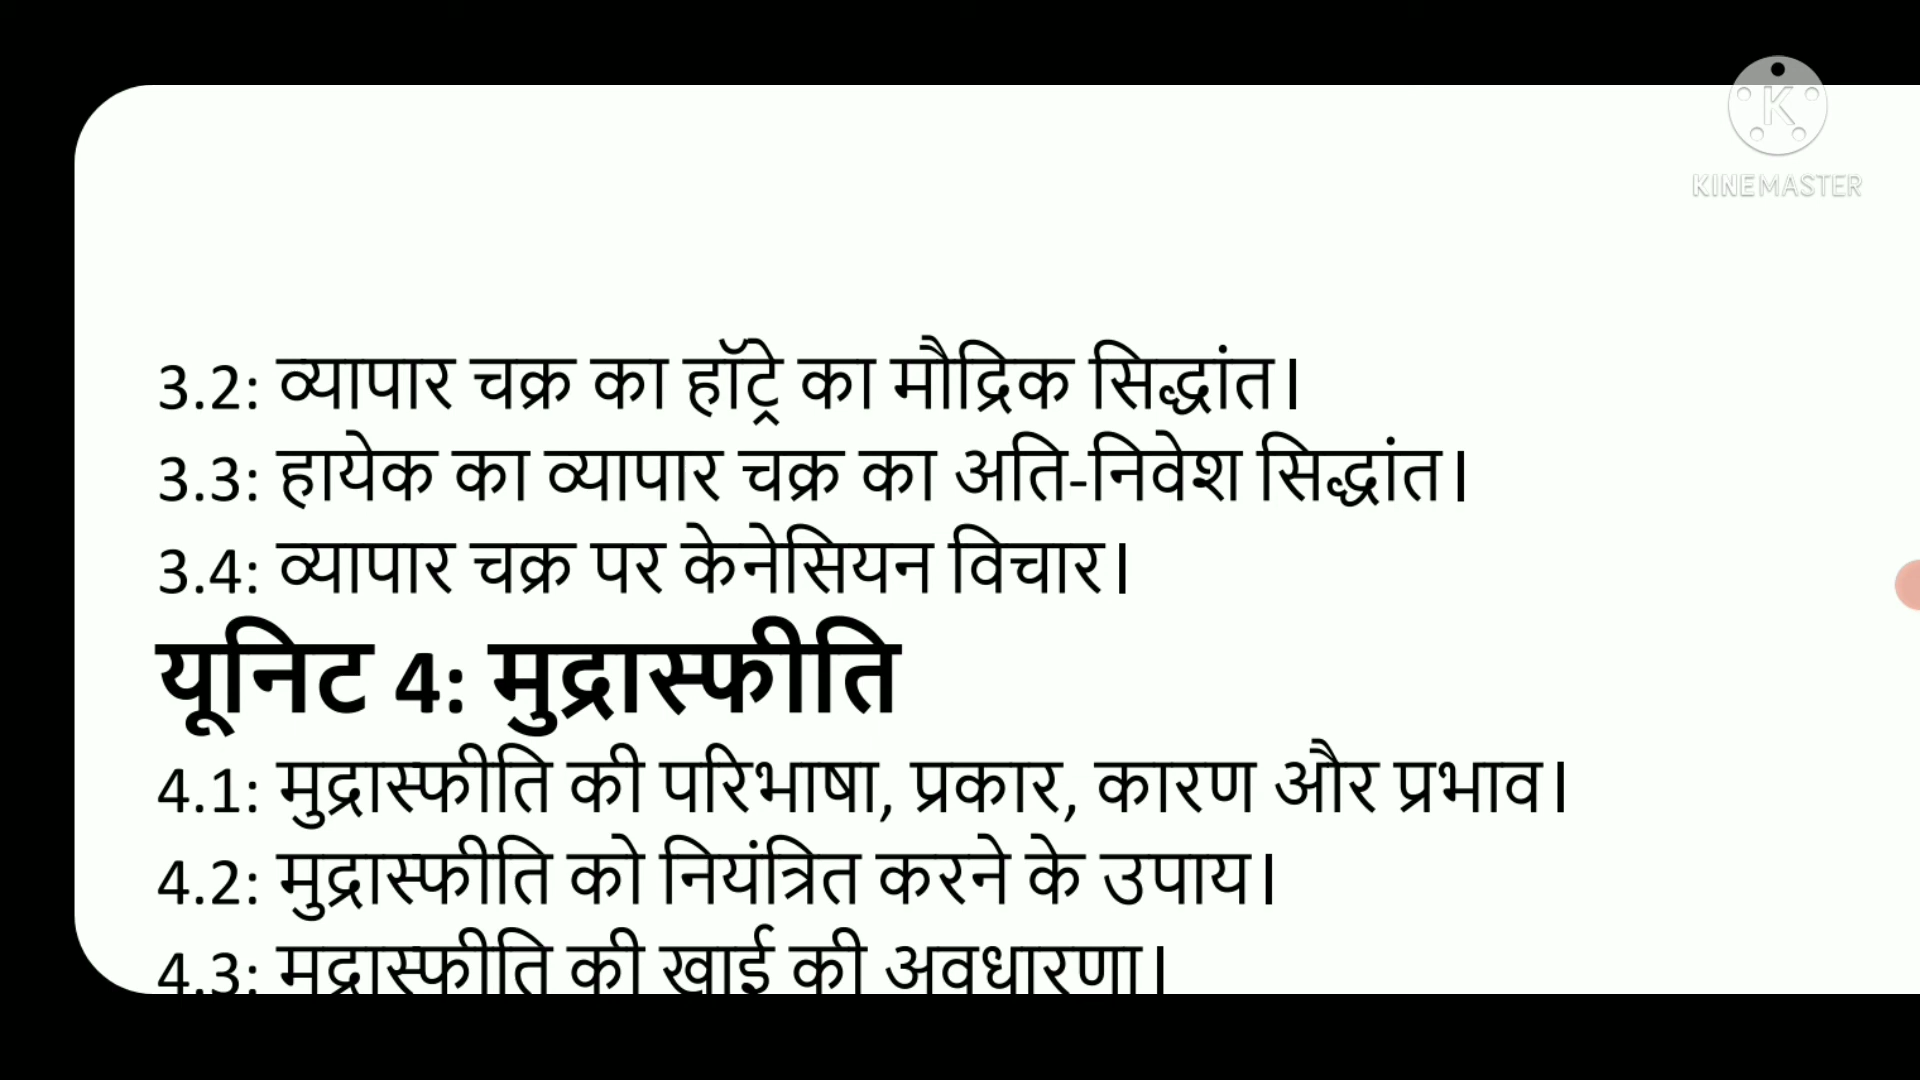 K
KINEMASTER
3.2: व्यापार चक्र का हॉट्रे का मौद्रिक सिद्धांत।
3.3: हायेक का व्यापार चक्र का अति-निवेश सिद्धांत।
3.4: व्यापार चक्र पर केनेसियन विचार।
यूनिट 4: मुद्रास्फीति
4.1: मुद्रास्फीति की परिभाषा, प्रकार, कारण और प्रभाव।
4.2: मुद्रास्फीति को नियंत्रित करने के उपाय।
4.3: मुद्रास्फीति की खाई की अवधारणा।